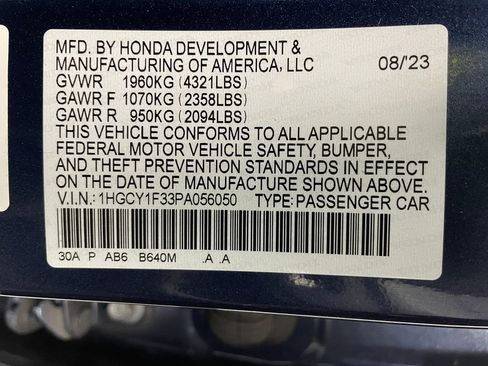 MFD. BY HONDA DEVELOPMENT &
MANUFACTURING OF AMERICA, LLC 08/23
GVWR 1960KG (4321LBS)
GAWR F 1070KG (2358LBS)
GAWR R 950KG (2094LBS)
THIS VEHICLE CONFORMS TO ALL APPLICABLE
FEDERAL MOTOR VEHICLE SAFETY, BUMPER,
AND THEFT PREVENTION STANDARDS IN EFFECT
ON THE DATE OF MANUFACTURE SHOWN ABOVE.
V.I.N.: 1HGCY1F33PA056050 TYPE: PASSENGER CAR
30A P AB6 B640M .A .A